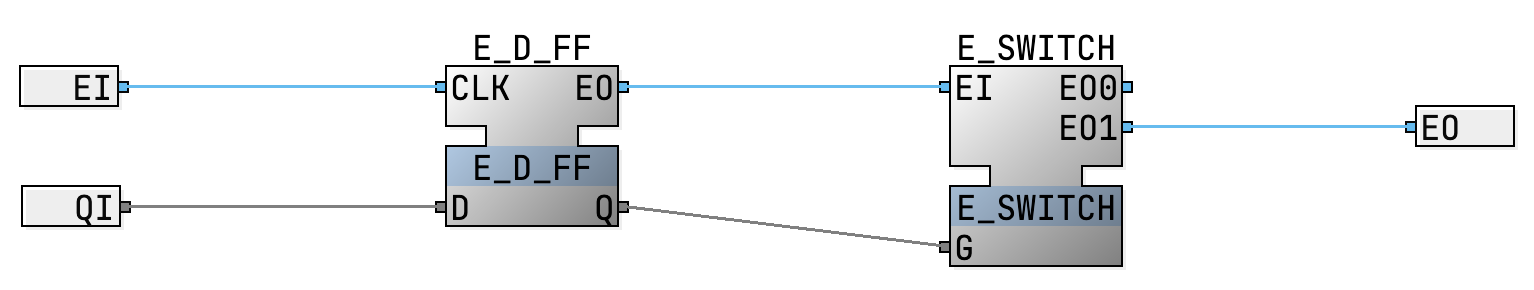 E_D_FF
E_SWITCH
EI
CLK
EO
EI
EO0
EO1
EO
E_D_FF
QI
D
Q
E_SWITCH
G